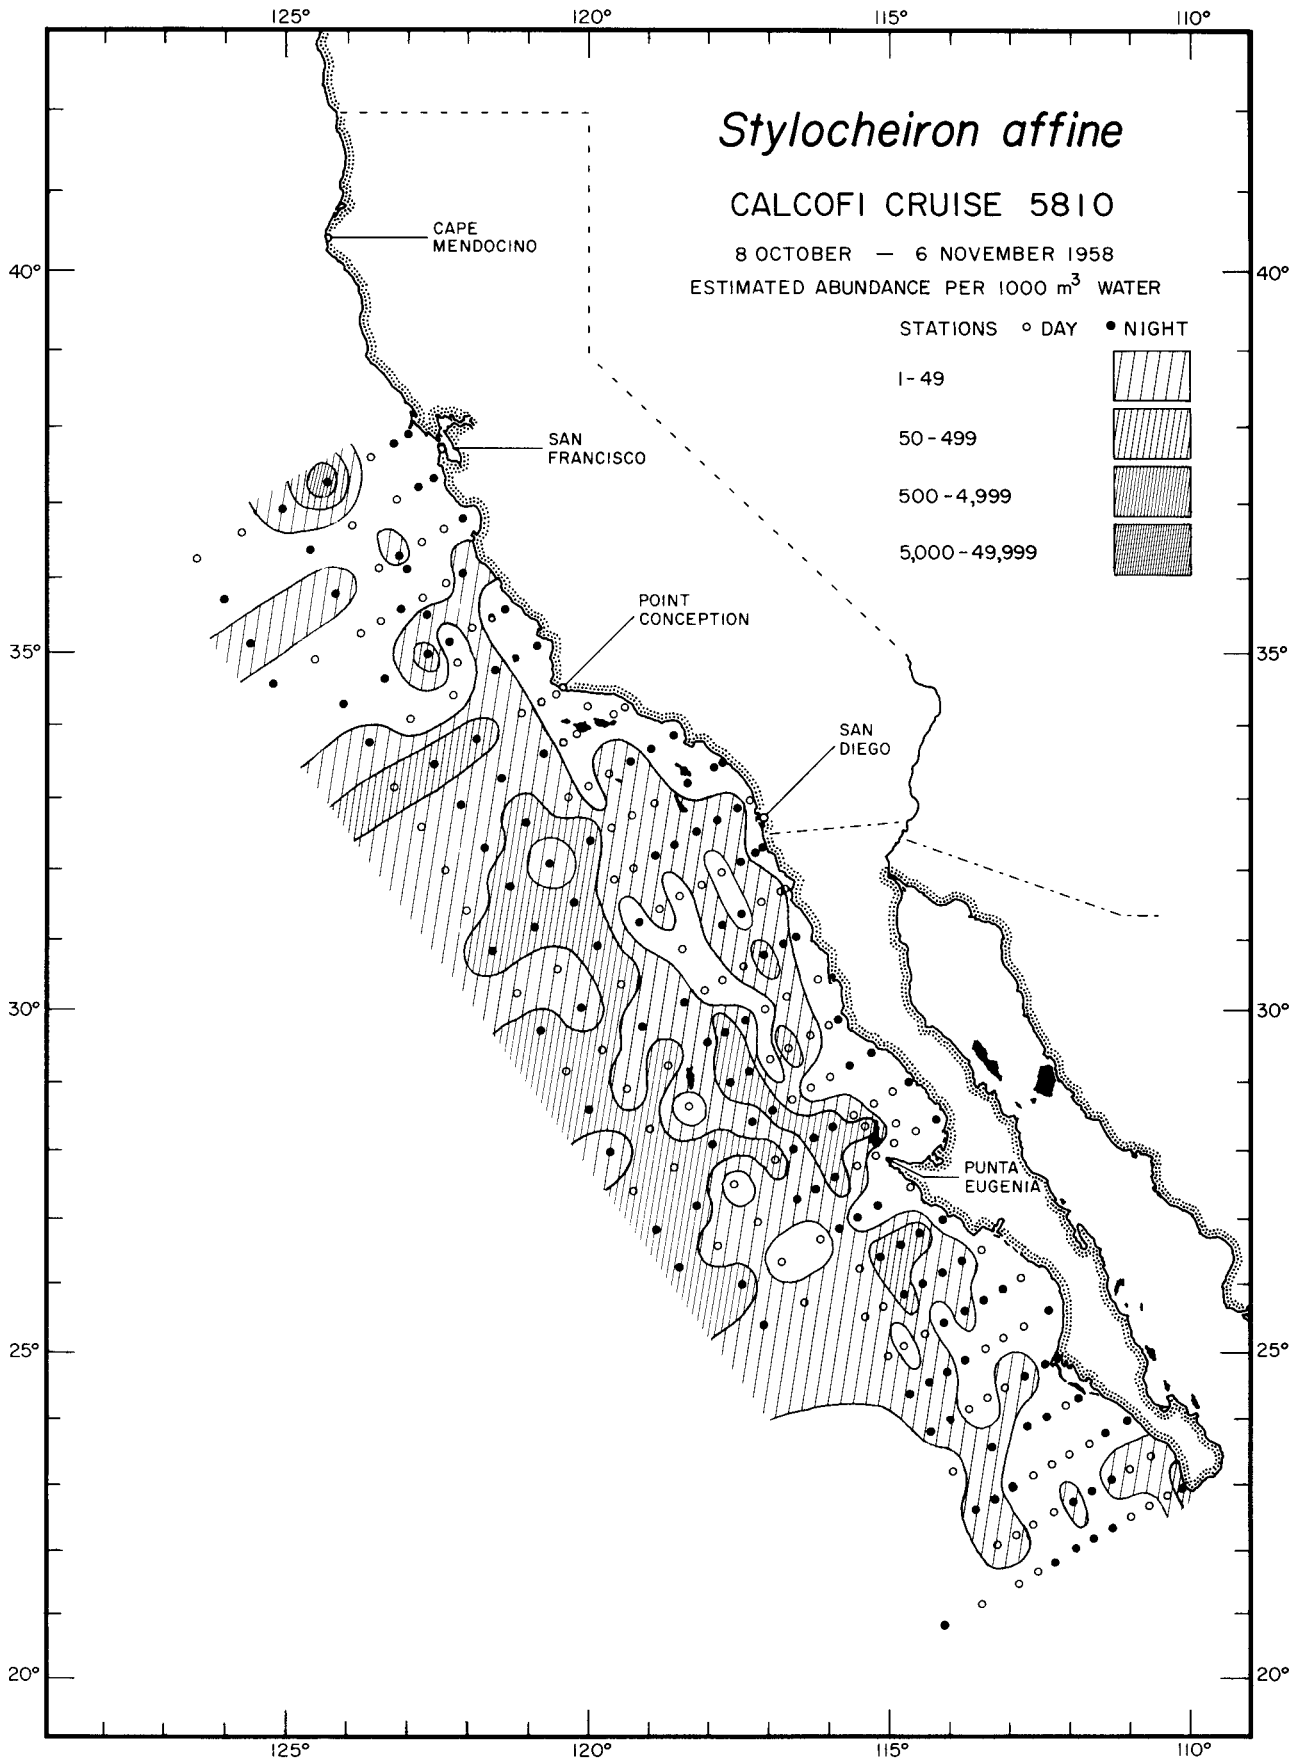 125° 120° 115° 110°
Stylocheiron affine
CALCOFI CRUISE 5810
8 OCTOBER — 6 NOVEMBER 1958
ESTIMATED ABUNDANCE PER 1000 m³ WATER
STATIONS ○ DAY ● NIGHT
1-49
50-499
500-4,999
5,000-49,999
CAPE
MENDOCINO
40° 40°
SAN
FRANCISCO
POINT
CONCEPTION
35° 35°
SAN
DIEGO
30° 30°
PUNTA
EUGENIA
25° 25°
20° 20°
125° 120° 115° 110°